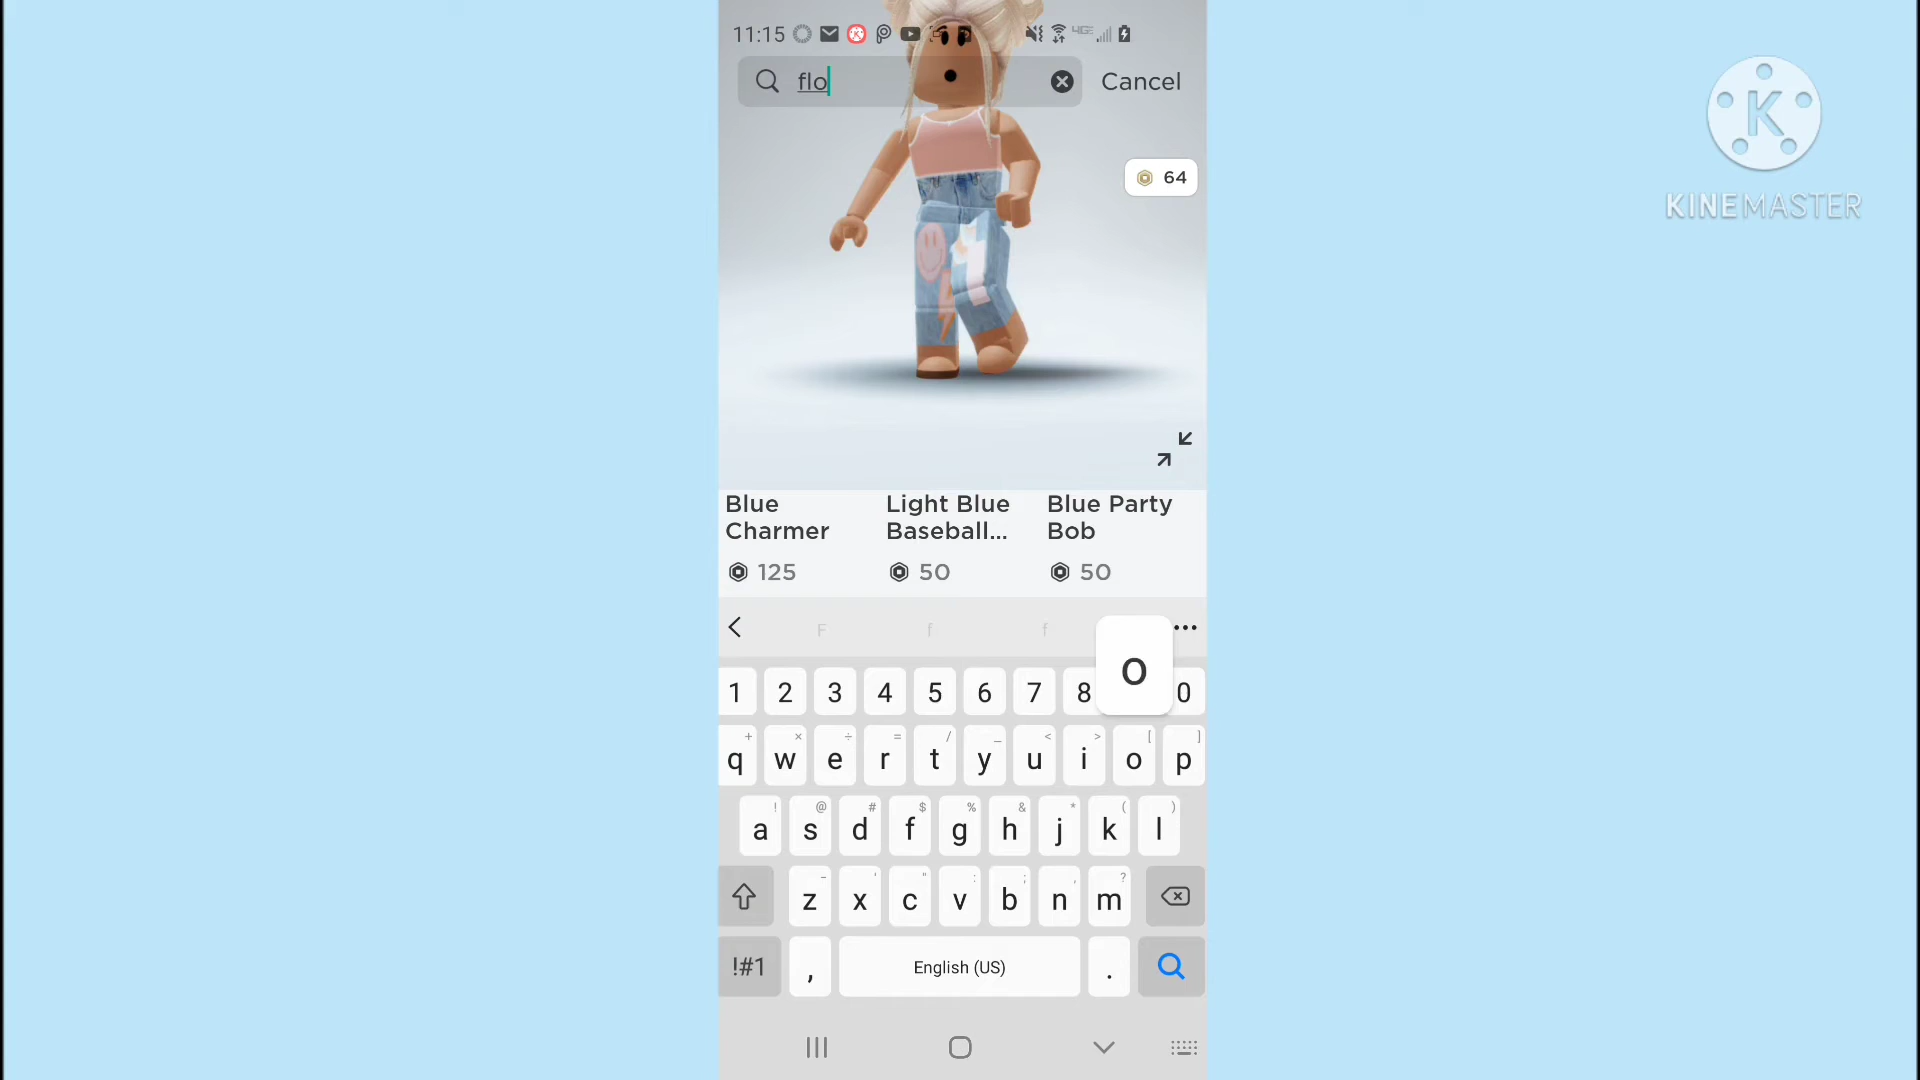 11:15
flo
Cancel
64
K
KINEMASTER
Blue Charmer
Light Blue Baseball...
Blue Party Bob
125
50
50
F f f
o
1 2 3 4 5 6 7 8 0
+ × ÷ = / _ < > [ ]
q w e r t y u i o p
! @ # $ % & * ( )
a s d f g h j k l
- ' " : ; , ?
z x c v b n m
!#1 , English (US) .